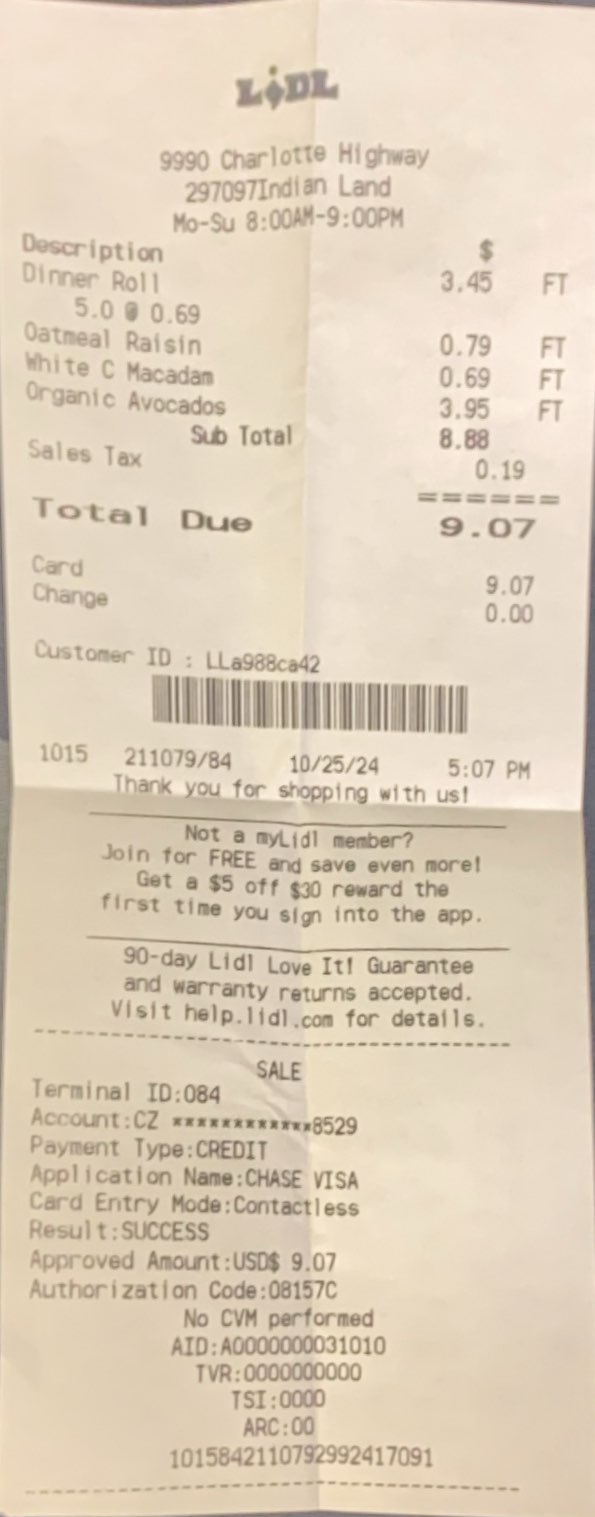 LiDL
9990 Charlotte Highway
297097Indian Land
Mo-Su 8:00AM-9:00PM
Description $
Dinner Roll 3.45 FT
5.0 @ 0.69
Oatmeal Raisin 0.79 FT
White C Macadam 0.69 FT
Organic Avocados 3.95 FT
Sub Total 8.88
Sales Tax 0.19
======
Total Due 9.07
Card 9.07
Change 0.00
Customer ID : LLa988ca42
1015 211079/84 10/25/24 5:07 PM
Thank you for shopping with us!
Not a myLidl member?
Join for FREE and save even more!
Get a $5 off $30 reward the
first time you sign into the app.
90-day Lidl Love It! Guarantee
and warranty returns accepted.
Visit help.lidl.com for details.
SALE
Terminal ID:084
Account:CZ ************8529
Payment Type:CREDIT
Application Name:CHASE VISA
Card Entry Mode:Contactless
Result:SUCCESS
Approved Amount:USD$ 9.07
Authorization Code:08157C
No CVM performed
AID:A0000000031010
TVR:0000000000
TSI:0000
ARC:00
1015842110792992417091